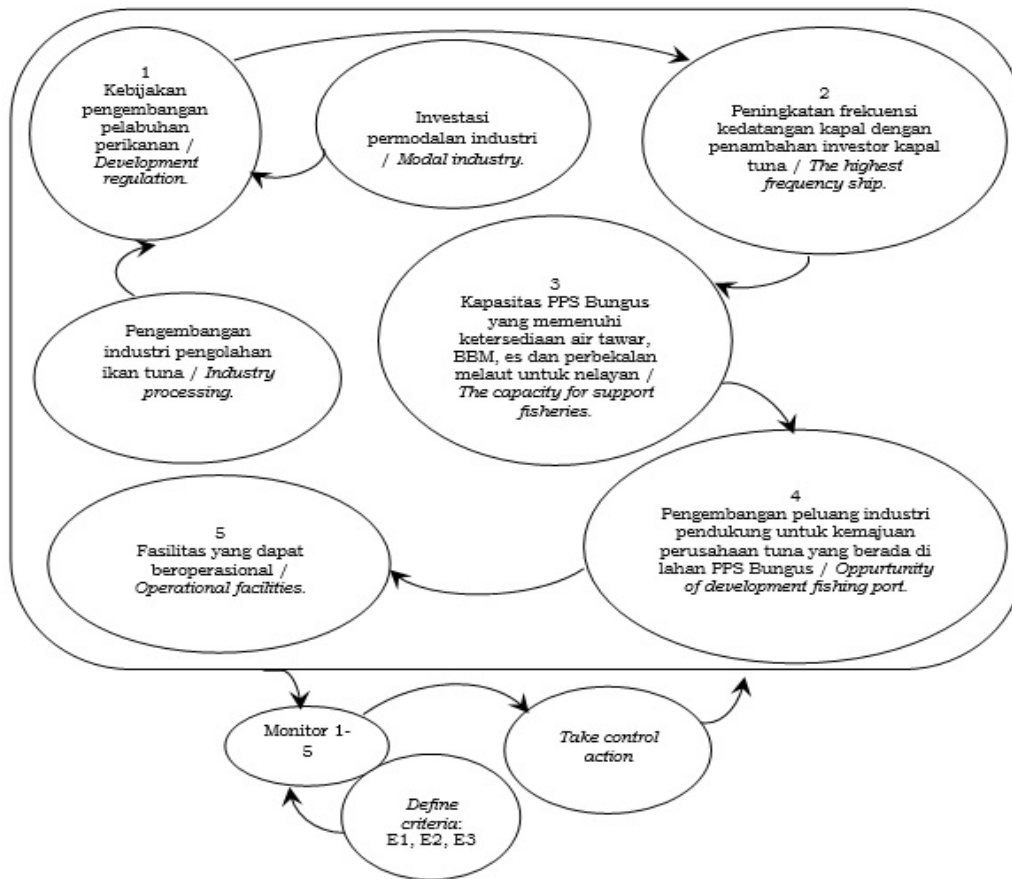 1
Kebijakan
pengembangan
pelabuhan
perikanan /
Development
regulation.
Investasi
permodalan industri
/ Modal industry.
2
Peningkatan frekuensi
kedatangan kapal dengan
penambahan investor kapal
tuna / The highest
frequency ship.
3
Kapasitas PPS Bungus
yang memenuhi
ketersediaan air tawar,
BBM, es dan perbekalan
melaut untuk nelayan /
The capacity for support
fisheries.
Pengembangan
industri pengolahan
ikan tuna / Industry
processing.
4
Pengembangan peluang industri
pendukung untuk kemajuan
perusahaan tuna yang berada di
lahan PPS Bungus / Oppurtunity
of development fishing port.
5
Fasilitas yang dapat
beroperasional /
Operational facilities.
Monitor 1-
5
Take control
action
Define
criteria:
E1, E2, E3